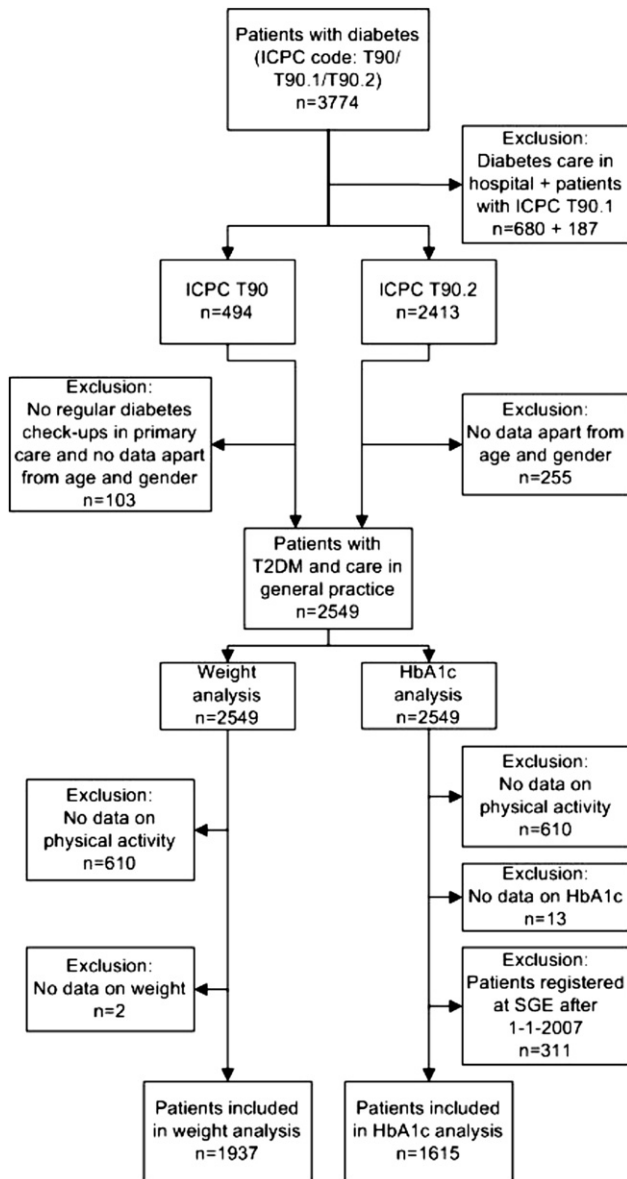 Patients with diabetes
(ICPC code: T90/
T90.1/T90.2)
n=3774
Exclusion:
Diabetes care in
hospital + patients
with ICPC T90.1
n=680 + 187
ICPC T90
n=494
ICPC T90.2
n=2413
Exclusion:
No regular diabetes
check-ups in primary
care and no data apart
from age and gender
n=103
Exclusion:
No data apart from
age and gender
n=255
Patients with
T2DM and care in
general practice
n=2549
Weight
analysis
n=2549
HbA1c
analysis
n=2549
Exclusion:
No data on
physical activity
n=610
Exclusion:
No data on
physical activity
n=610
Exclusion:
No data on HbA1c
n=13
Exclusion:
No data on weight
n=2
Exclusion:
Patients registered
at SGE after
1-1-2007
n=311
Patients included
in weight analysis
n=1937
Patients included
in HbA1c analysis
n=1615